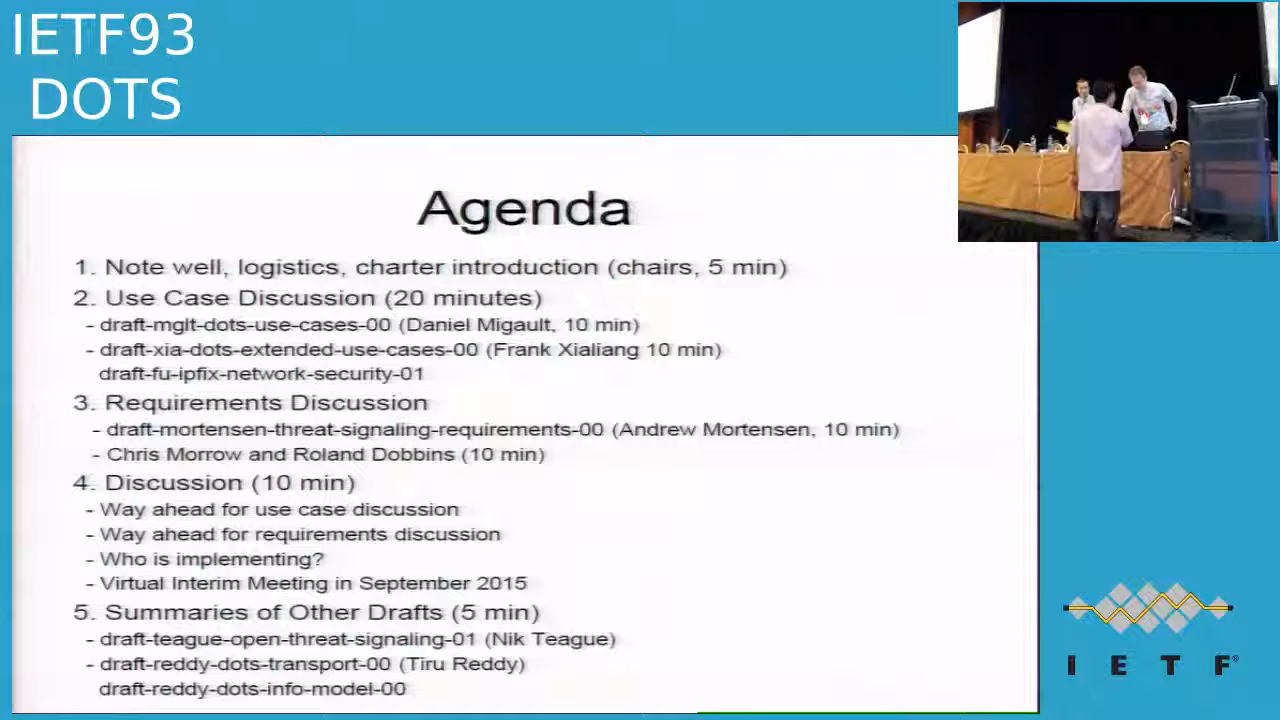 IETF93
DOTS
Agenda
1. Note well, logistics, charter introduction (chairs, 5 min)
2. Use Case Discussion (20 minutes)
- draft-mglt-dots-use-cases-00 (Daniel Migault, 10 min)
- draft-xia-dots-extended-use-cases-00 (Frank Xialiang 10 min)
draft-fu-ipfix-network-security-01
3. Requirements Discussion
- draft-mortensen-threat-signaling-requirements-00 (Andrew Mortensen, 10 min)
- Chris Morrow and Roland Dobbins (10 min)
4. Discussion (10 min)
- Way ahead for use case discussion
- Way ahead for requirements discussion
- Who is implementing?
- Virtual Interim Meeting in September 2015
5. Summaries of Other Drafts (5 min)
- draft-teague-open-threat-signaling-01 (Nik Teague)
- draft-reddy-dots-transport-00 (Tiru Reddy)
draft-reddy-dots-info-model-00
I E T F®